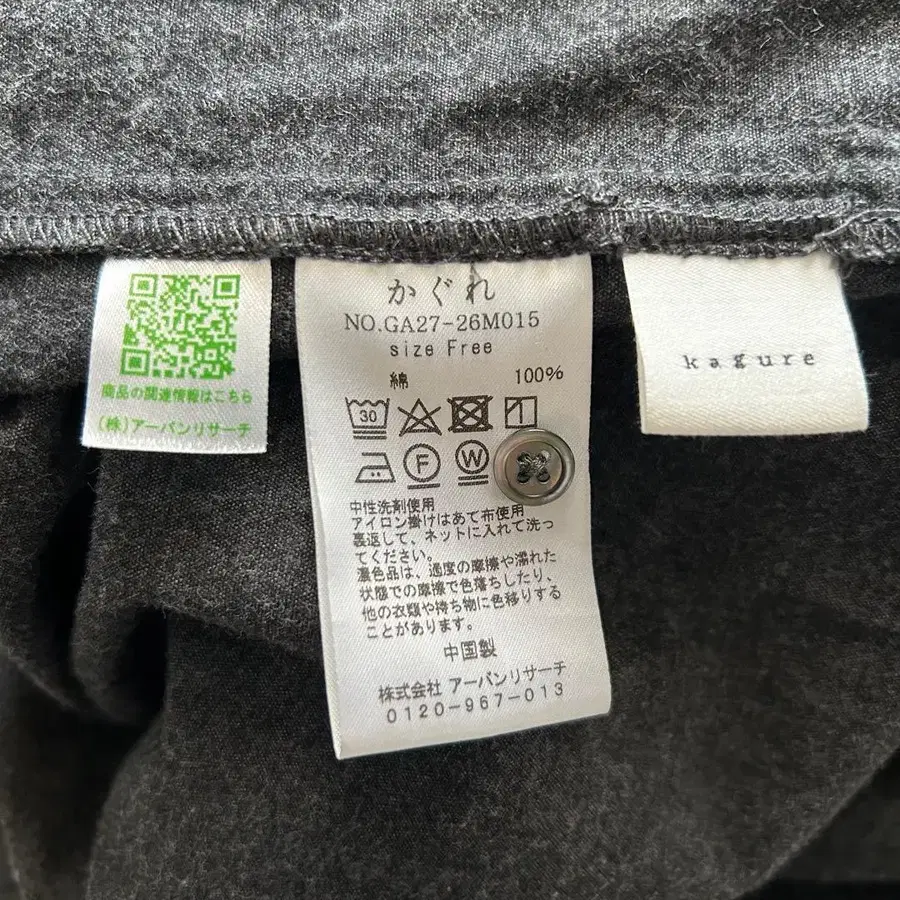 商品の関連情報はこちら
(株)アーバンリサーチ
かぐれ
NO.GA27-26M015
size Free
綿 100%
30
F W
中性洗剤使用
アイロン掛けはあて布使用
裏返して、ネットに入れて洗っ
てください。
濃色品は、過度の摩擦や濡れた
状態での摩擦で色落ちしたり、
他の衣類や持ち物に色移りする
ことがあります。
中国製
株式会社 アーバンリサーチ
0120-967-013
kagure